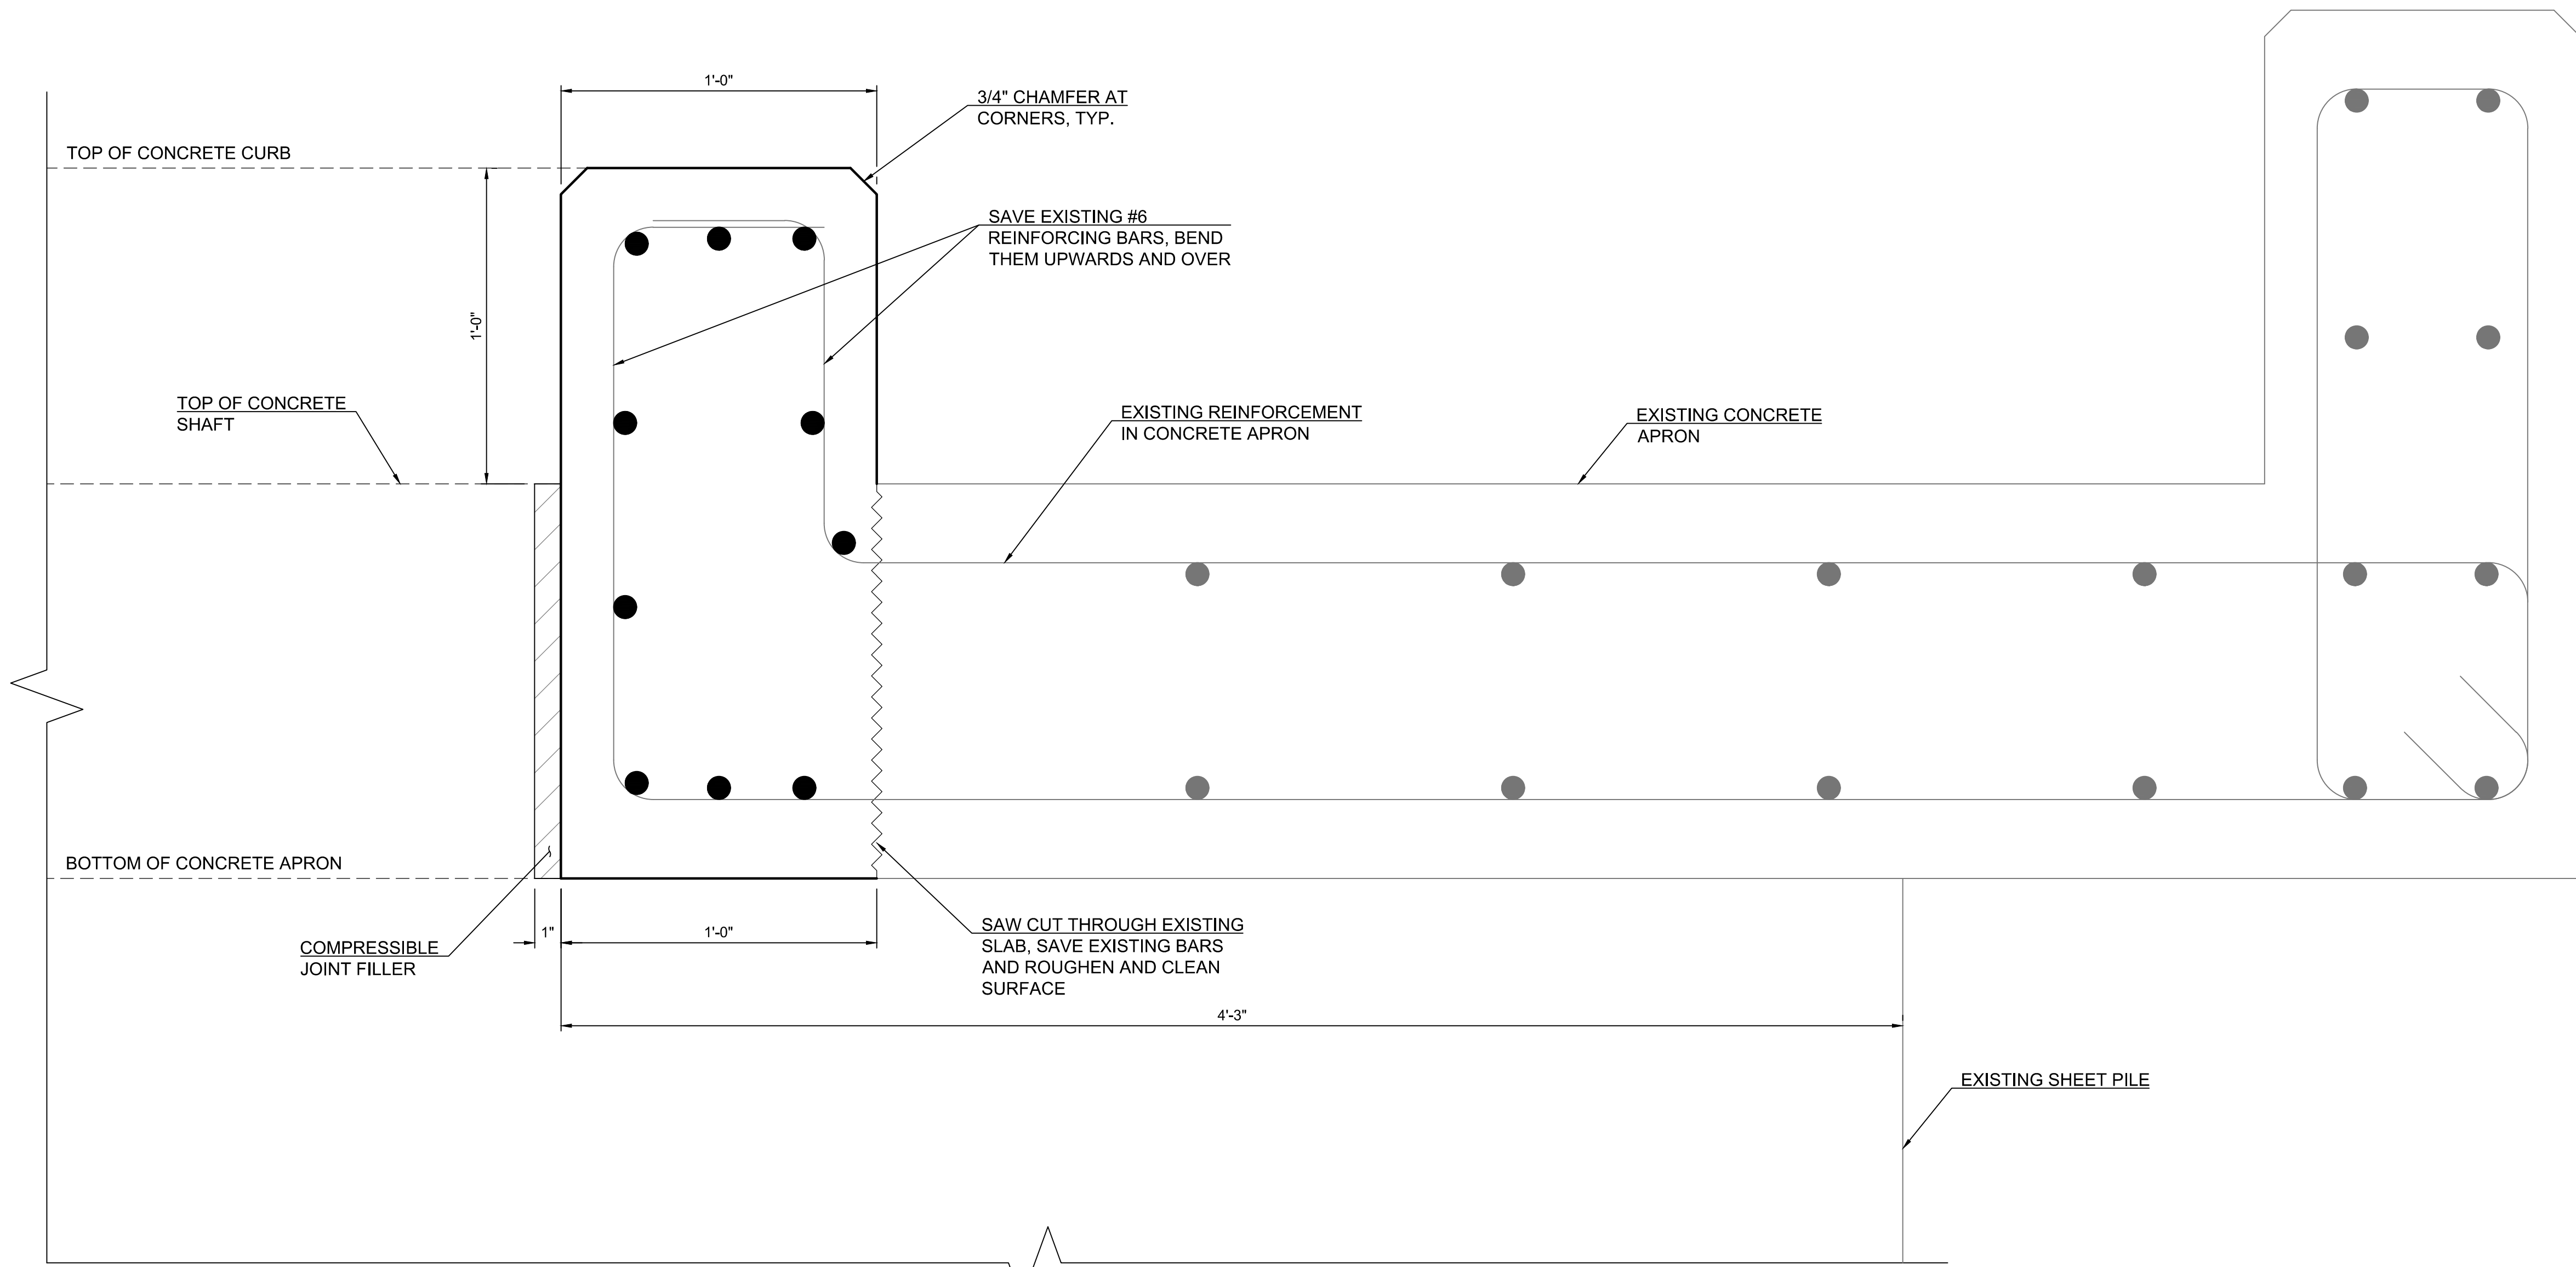 1'-0"
3/4" CHAMFER AT
CORNERS, TYP.
TOP OF CONCRETE CURB
SAVE EXISTING #6
REINFORCING BARS, BEND
THEM UPWARDS AND OVER
1'-0"
TOP OF CONCRETE
SHAFT
EXISTING REINFORCEMENT
IN CONCRETE APRON
EXISTING CONCRETE
APRON
BOTTOM OF CONCRETE APRON
COMPRESSIBLE
JOINT FILLER
1"
1'-0"
SAW CUT THROUGH EXISTING
SLAB, SAVE EXISTING BARS
AND ROUGHEN AND CLEAN
SURFACE
4'-3"
EXISTING SHEET PILE